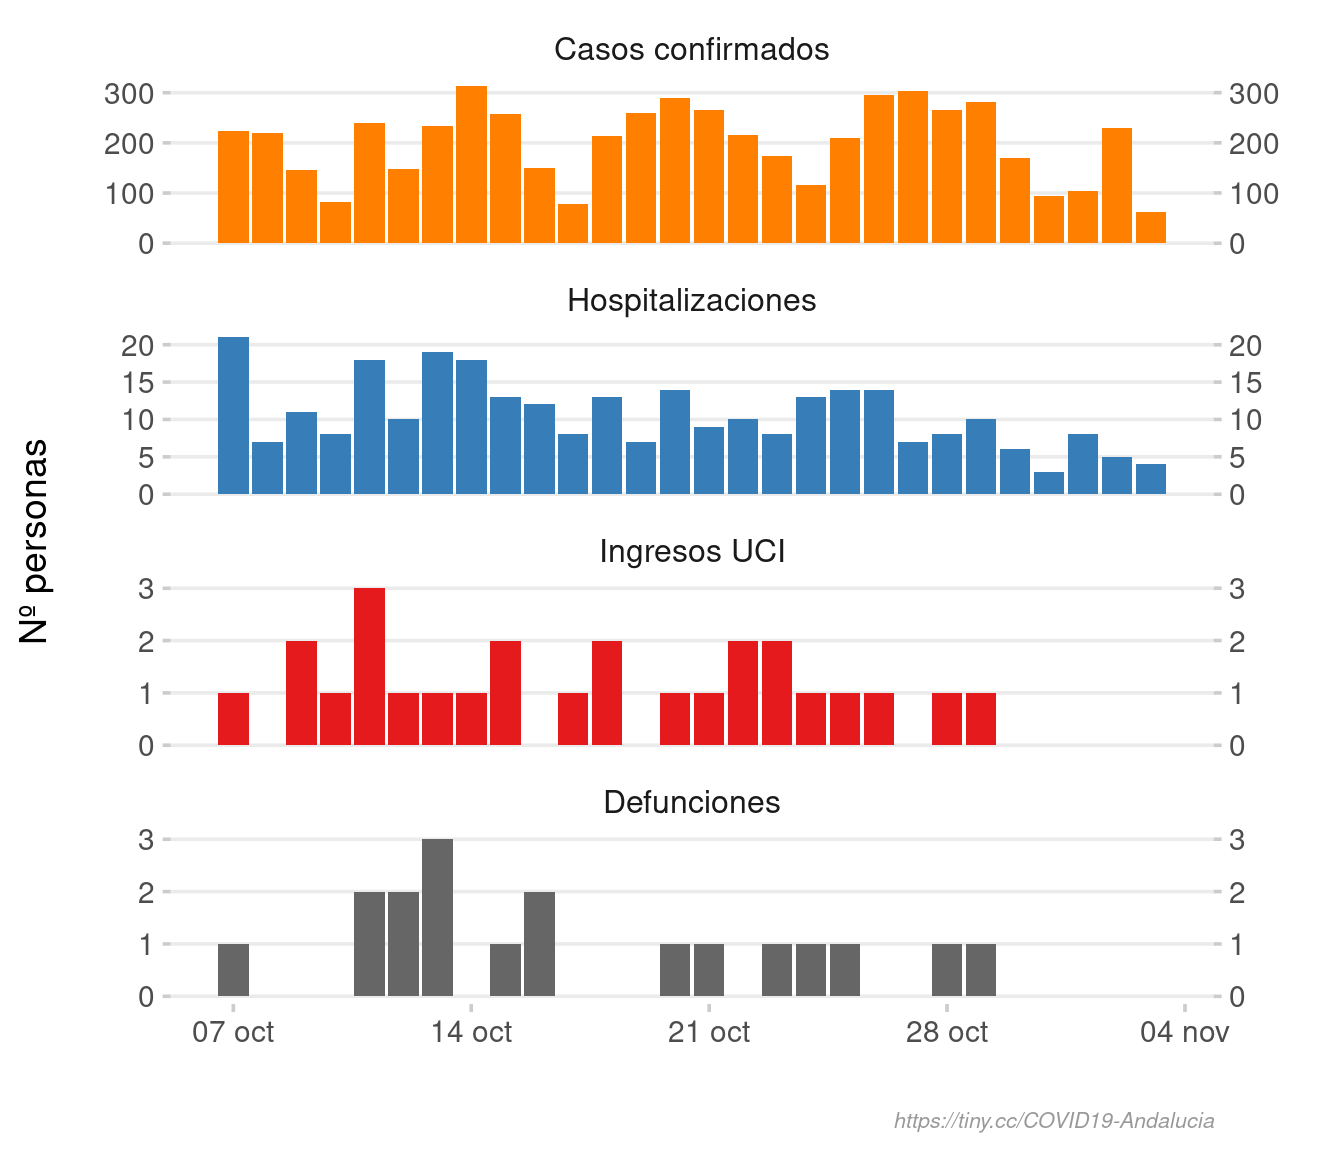 Casos confirmados
300 300
200 200
100 100
0 0
Hospitalizaciones
20 20
15 15
10 10
5 5
0 0
Nº personas
Ingresos UCI
3 3
2 2
1 1
0 0
Defunciones
3 3
2 2
1 1
0 0
07 oct 14 oct 21 oct 28 oct 04 nov
https://tiny.cc/COVID19-Andalucia